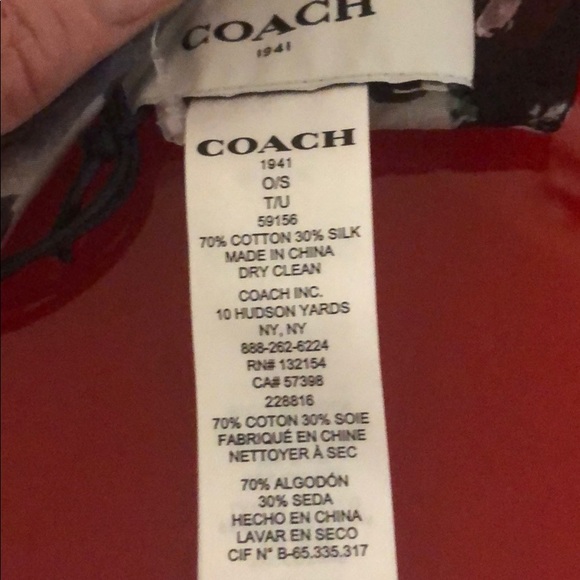 COACH
1941
COACH
1941
O/S
T/U
59156
70% COTTON 30% SILK
MADE IN CHINA
DRY CLEAN
COACH INC.
10 HUDSON YARDS
NY, NY
888-262-6224
RN# 132154
CA# 57398
228816
70% COTON 30% SOIE
FABRIQUÉ EN CHINE
NETTOYER À SEC
70% ALGODÓN
30% SEDA
HECHO EN CHINA
LAVAR EN SECO
CIF N° B-65.335.317